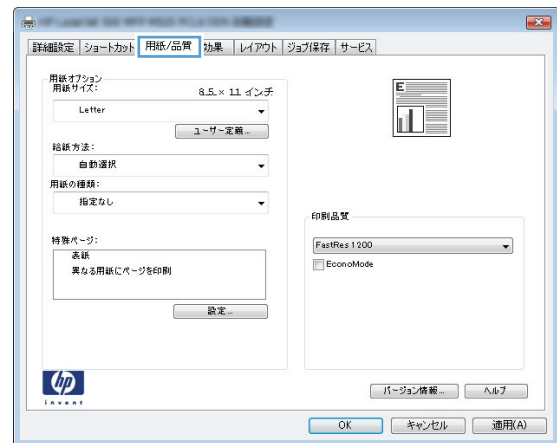 詳細設定 ショートカット 用紙/品質 効果 レイアウト ジョブ保存 サービス
用紙オプション
用紙サイズ: 8.5 × 11 インチ
Letter
ユーザー定義...
給紙方法:
自動選択
用紙の種類:
指定なし
特殊ページ:
表紙
異なる用紙にページを印刷
設定...
E
印刷品質
FastRes 1200
EconoMode
hp
invent
バージョン情報... ヘルプ
OK キャンセル 適用(A)